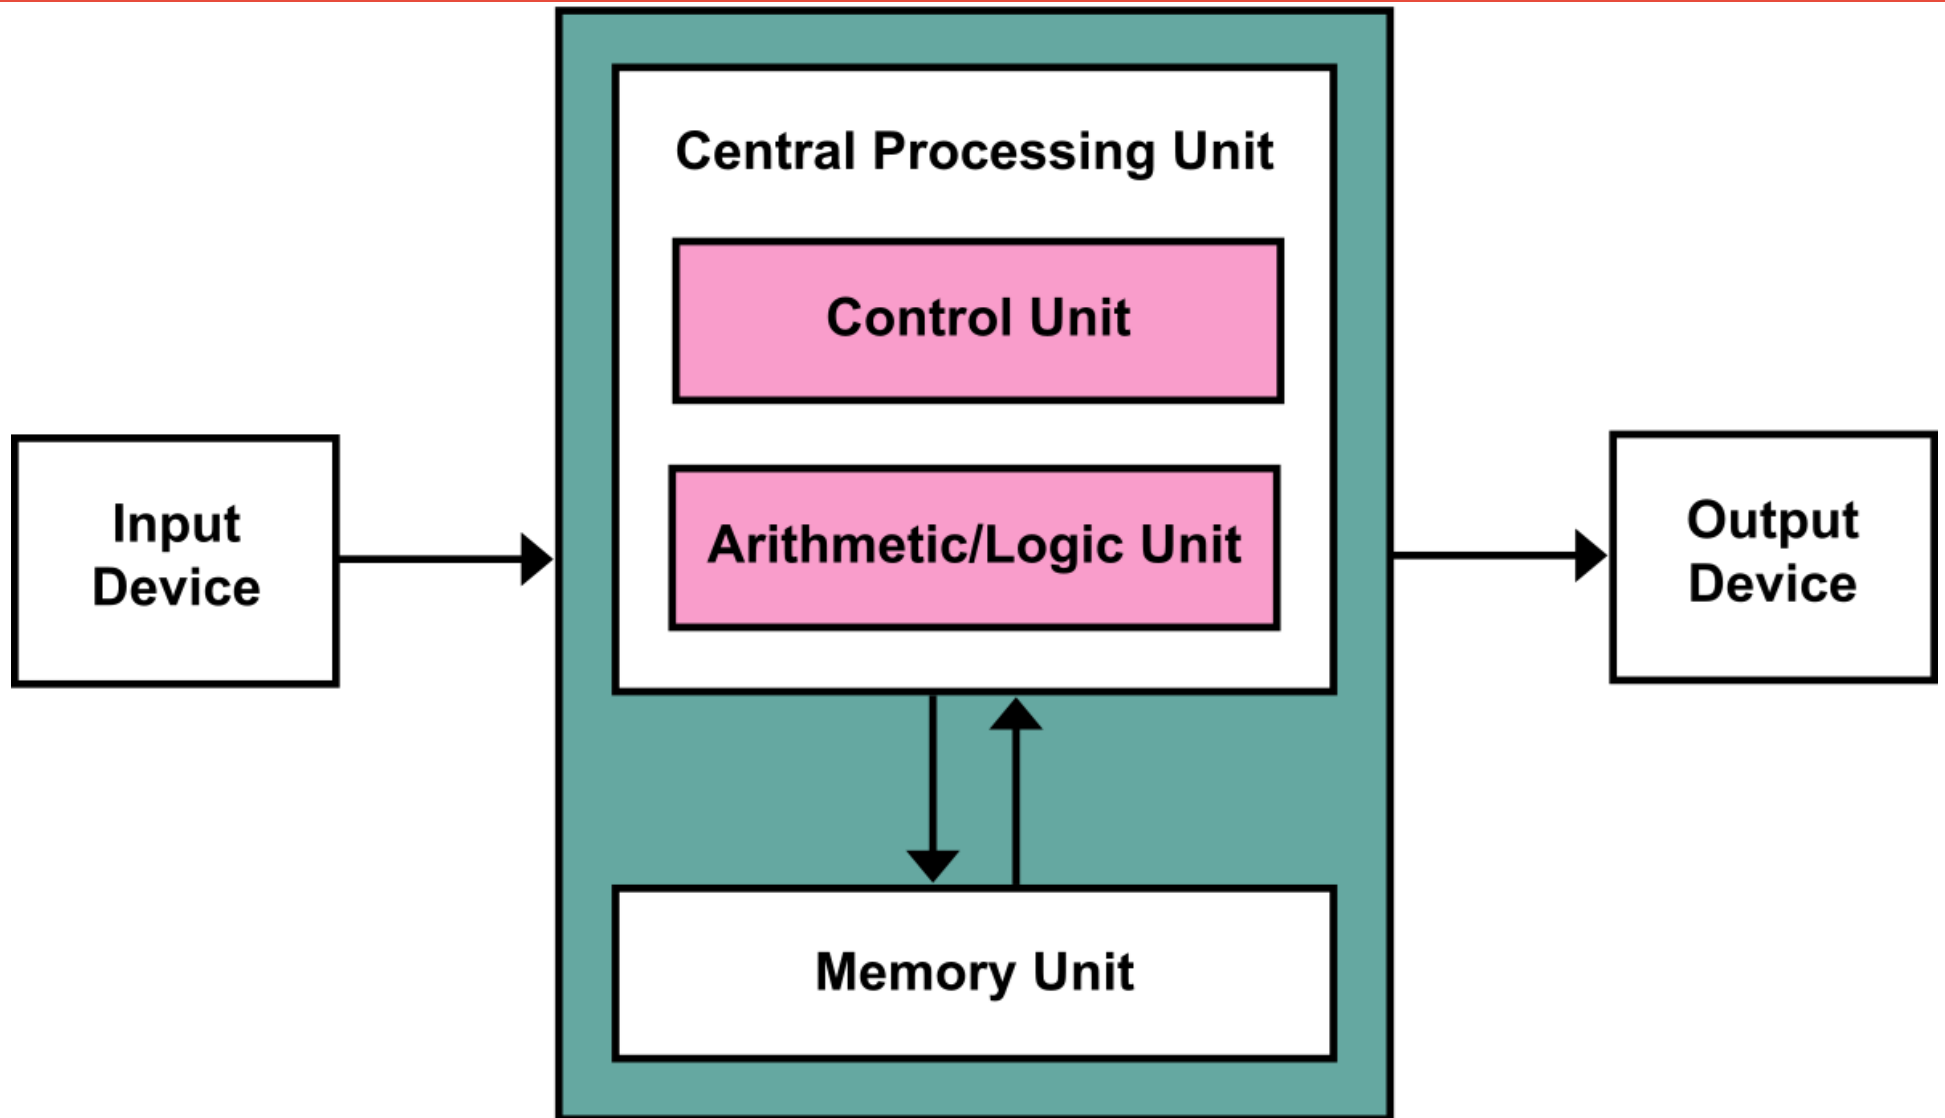 Central Processing Unit
Control Unit
Arithmetic/Logic Unit
Input
Device
Output
Device
Memory Unit